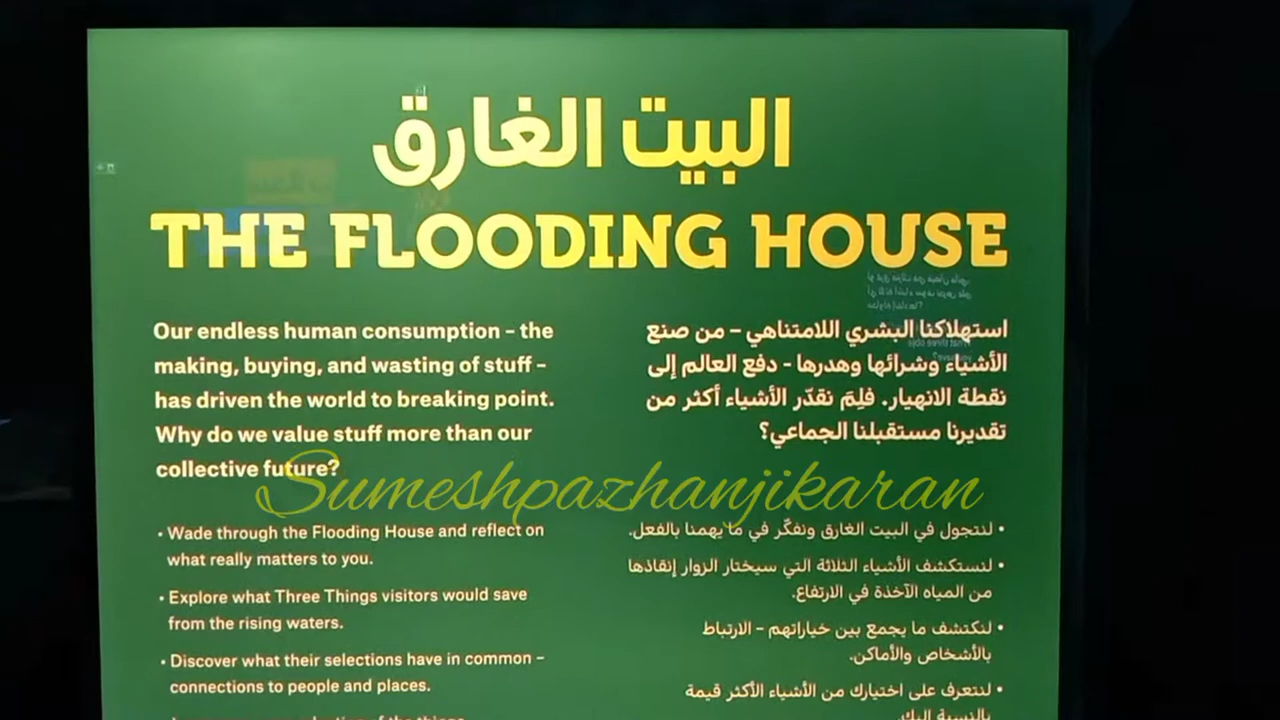 البيت الغارق
THE FLOODING HOUSE
Our endless human consumption – the
making, buying, and wasting of stuff –
has driven the world to breaking point.
Why do we value stuff more than our
collective future?
• Wade through the Flooding House and reflect on
what really matters to you.
• Explore what Three Things visitors would save
from the rising waters.
• Discover what their selections have in common –
connections to people and places.
استهلاكنا البشري اللامتناهي – من صنع
الأشياء وشرائها وهدرها - دفع العالم إلى
نقطة الانهيار. فلِمَ نقدّر الأشياء أكثر من
تقديرنا مستقبلنا الجماعي؟
• لنتجول في البيت الغارق ونفكّر في ما يهمنا بالفعل.
• لنستكشف الأشياء الثلاثة التي سيختار الزوار إنقاذها
من المياه الآخذة في الارتفاع.
• لنكتشف ما يجمع بين خياراتهم – الارتباط
بالأشخاص والأماكن.
• لنتعرف على اختيارك من الأشياء الأكثر قيمة
بالنسبة إليك.
Sumeshpazhanjikaran